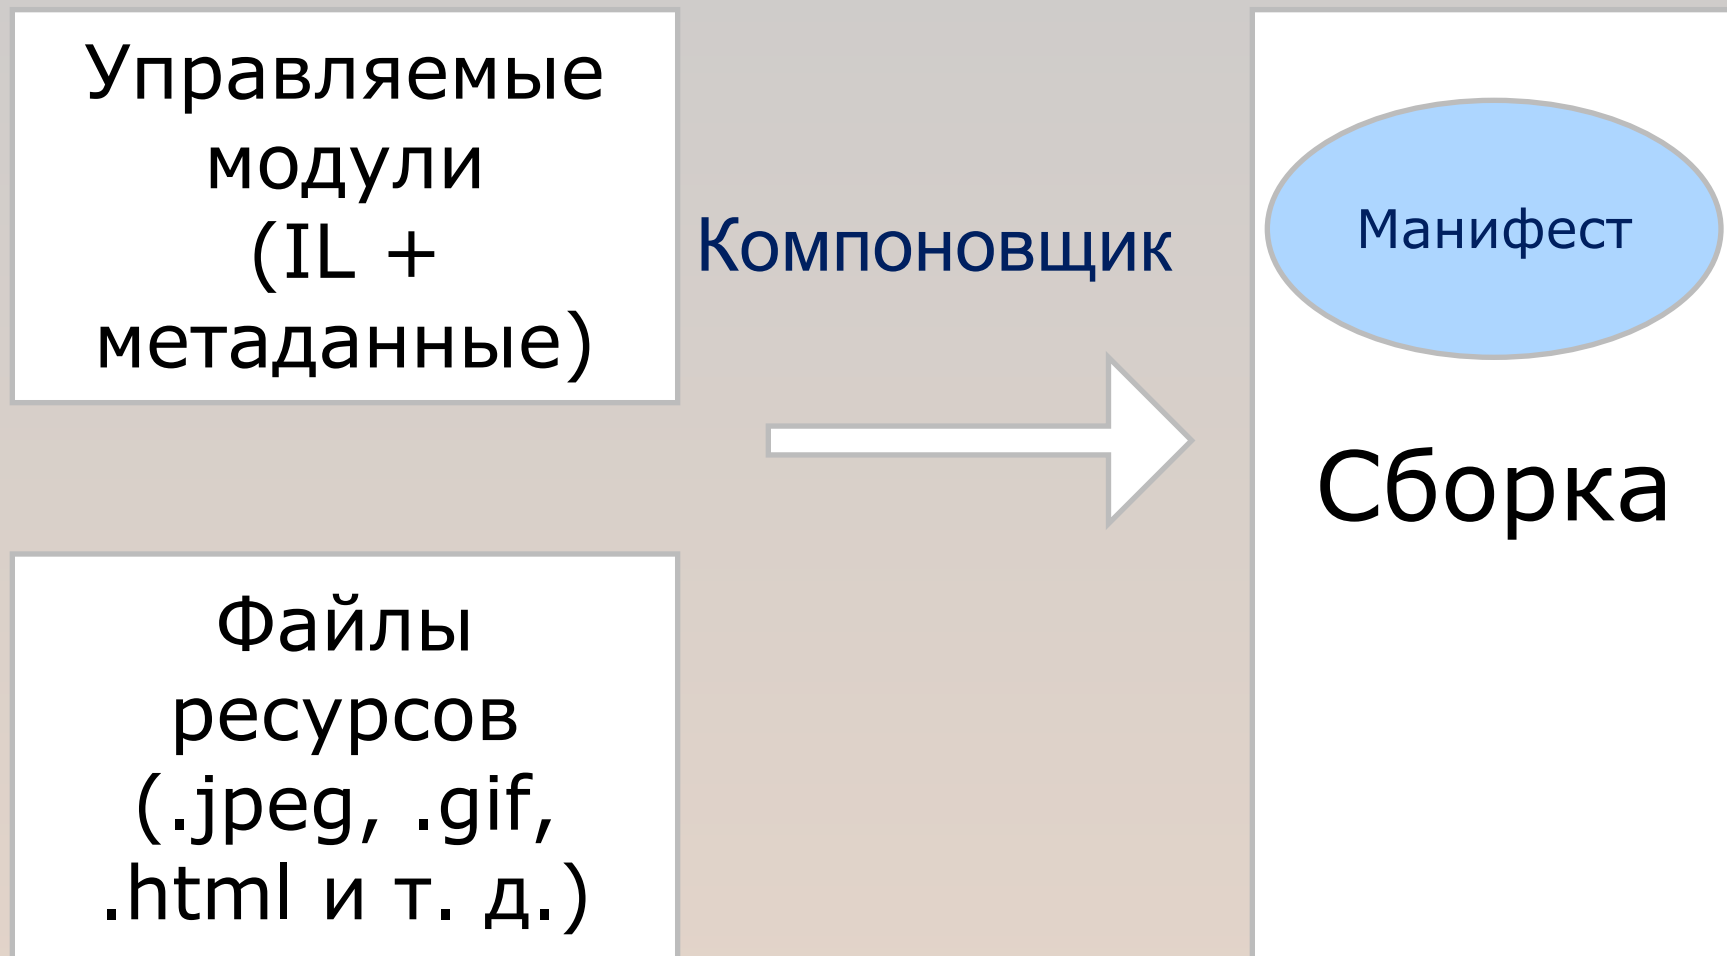 Управляемые
модули
(IL +
метаданные)
Компоновщик
Манифест
Сборка
Файлы
ресурсов
(.jpeg, .gif,
.html и т. д.)